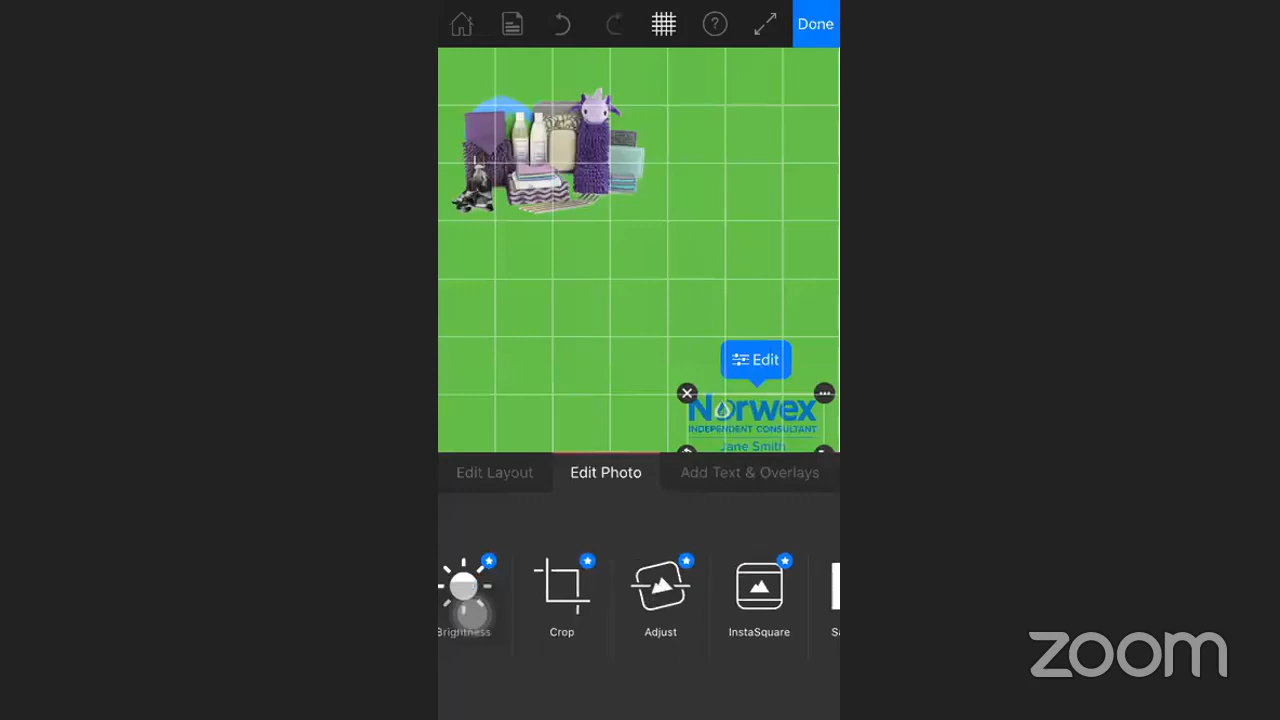 Done
Edit
Norwex
INDEPENDENT CONSULTANT
Jane Smith
Edit Layout
Edit Photo
Add Text & Overlays
Brightness
Crop
Adjust
InstaSquare
zoom